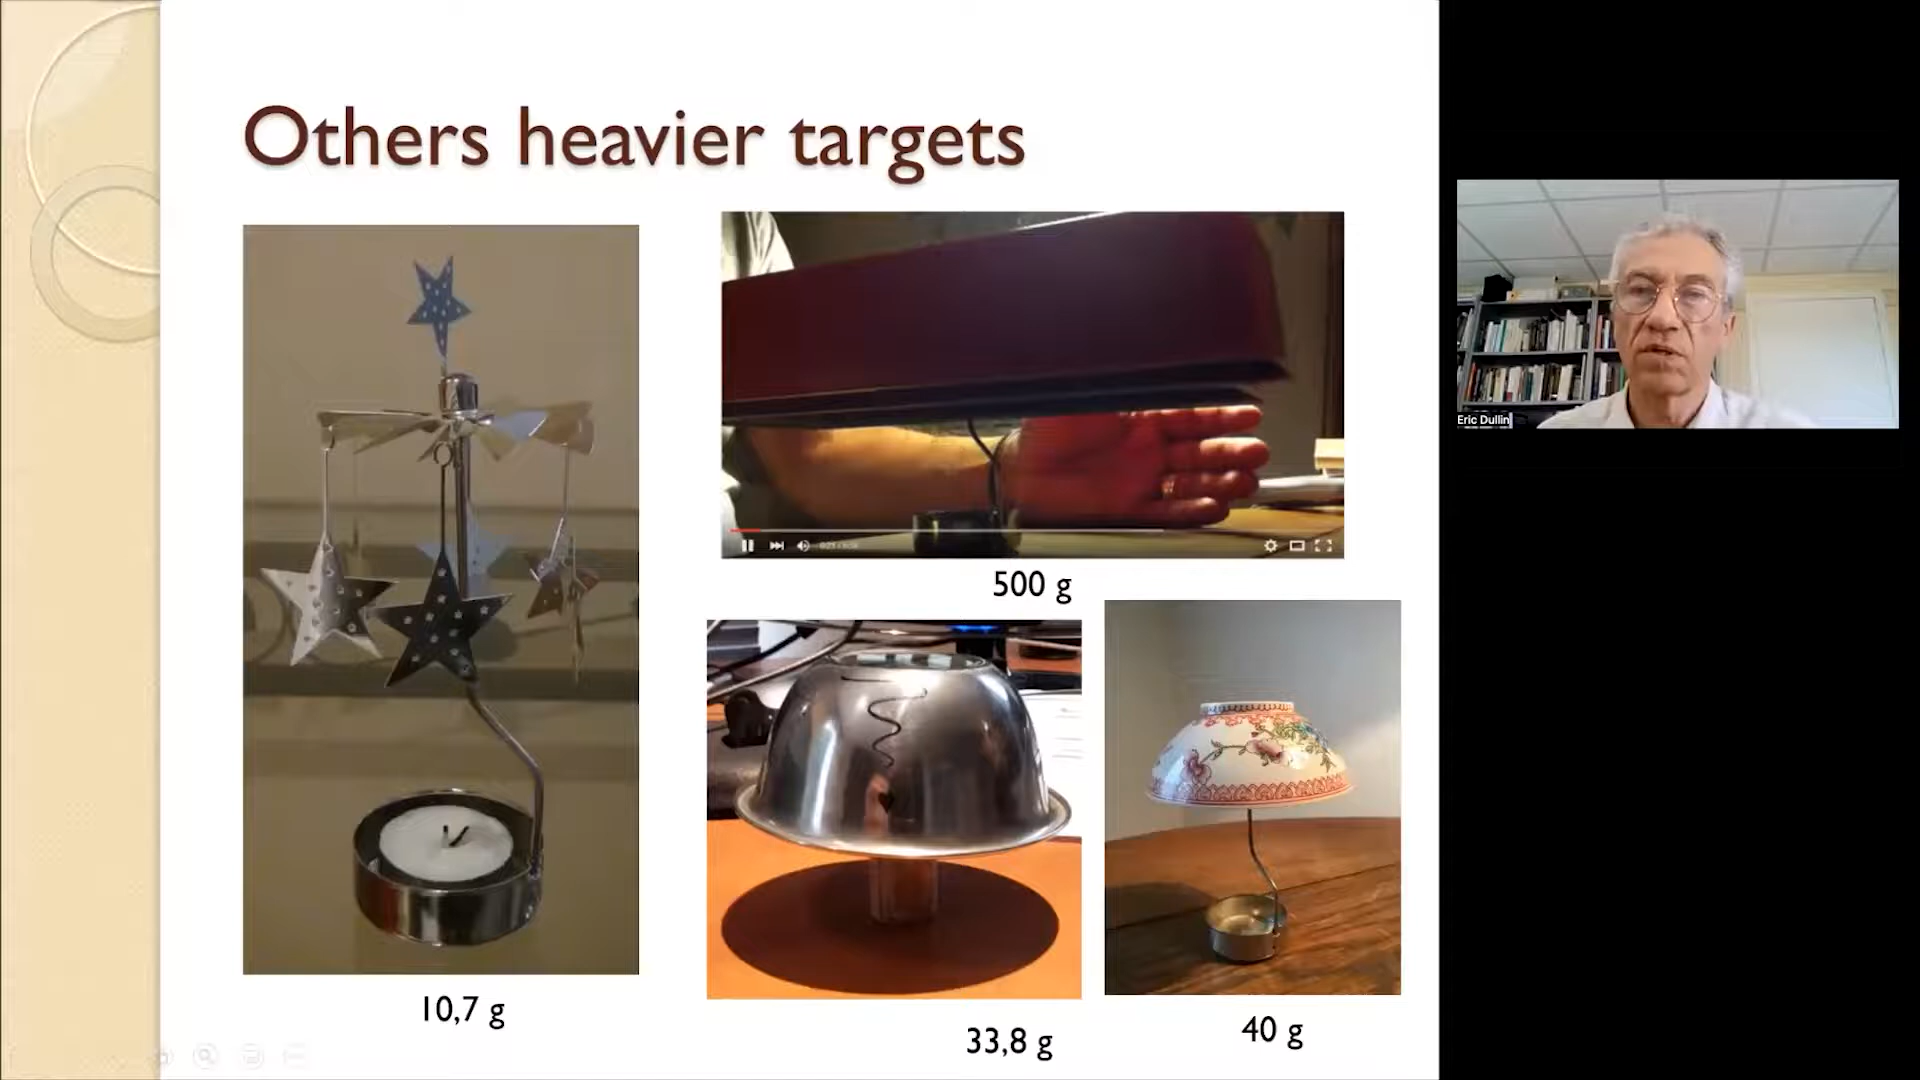 Others heavier targets
500 g
10,7 g
33,8 g
40 g
Eric Dullin